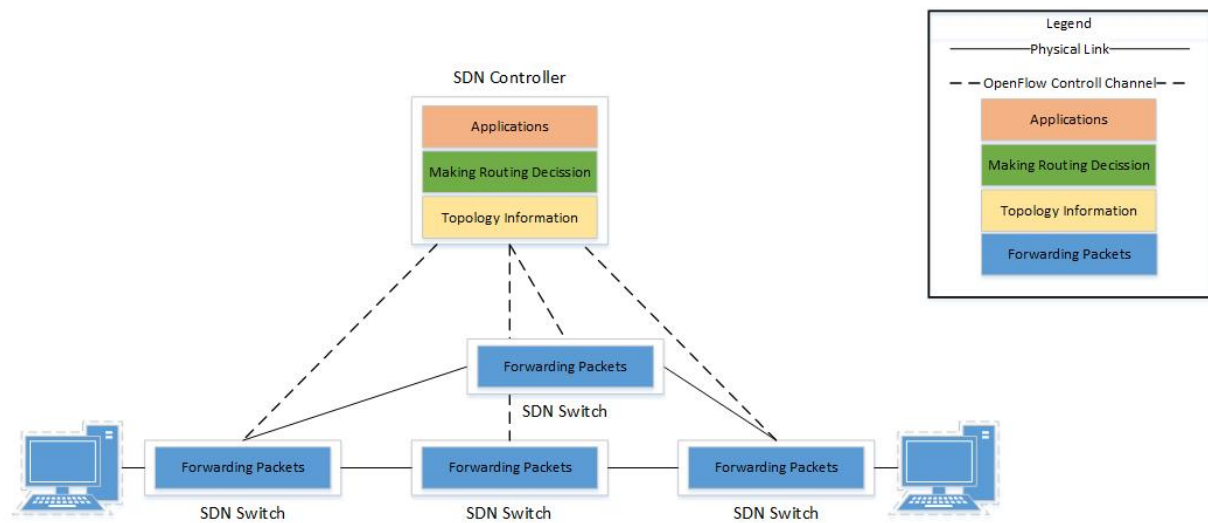 Legend
Physical Link
OpenFlow Controll Channel
Applications
Making Routing Decission
Topology Information
Forwarding Packets
SDN Controller
Applications
Making Routing Decission
Topology Information
Forwarding Packets
SDN Switch
Forwarding Packets
Forwarding Packets
Forwarding Packets
SDN Switch
SDN Switch
SDN Switch